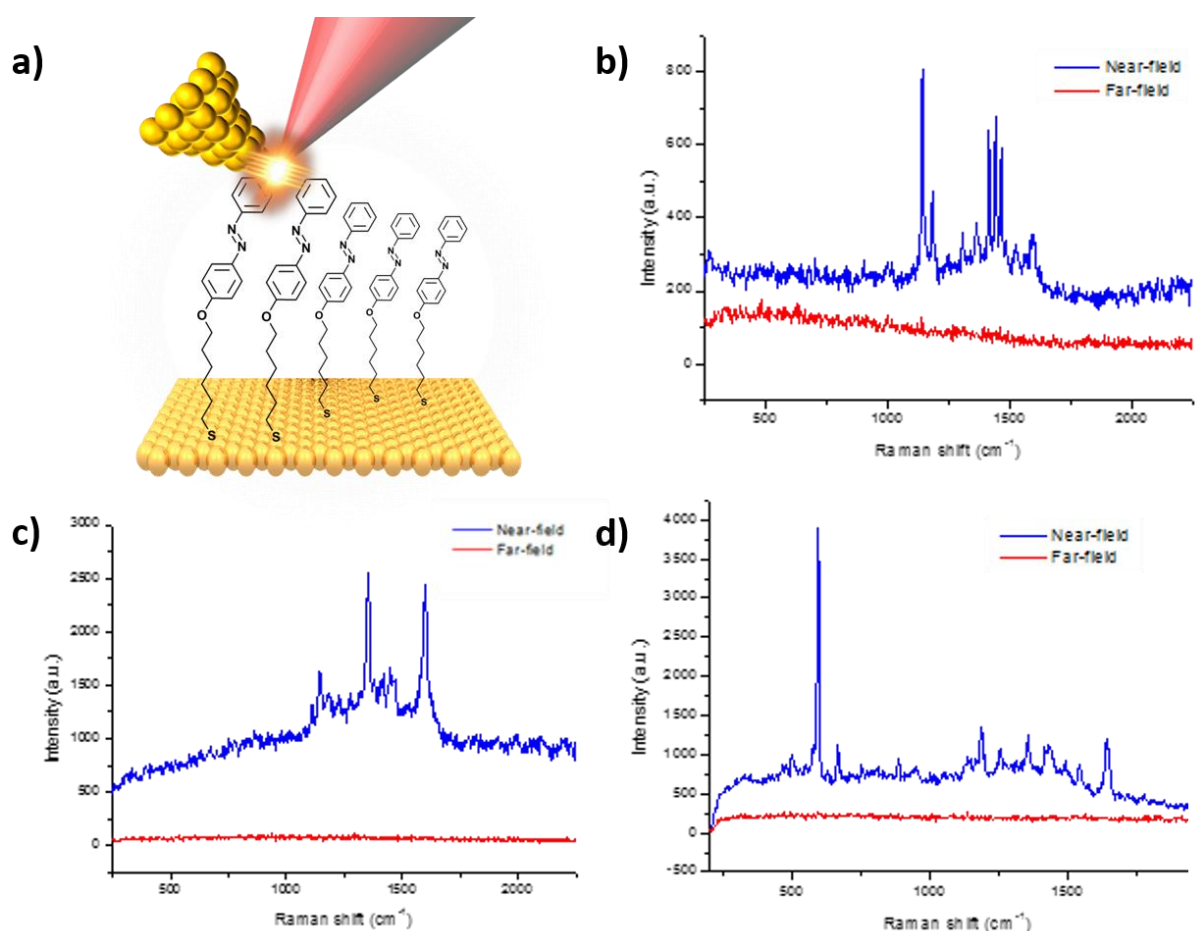 a)
N
N
N
N
N
N
N
N
N
N
O
O
O
O
O
S
S
S
S
S
b)
Near-field
Far-field
800
600
400
200
0
Intensity (a.u.)
500
1000
1500
2000
Raman shift (cm-1)
c)
Near-field
Far-field
3000
2500
2000
1500
1000
500
0
Intensity (a.u.)
500
1000
1500
2000
Raman shift (cm-1)
d)
Near-field
Far-field
4000
3500
3000
2500
2000
1500
1000
500
0
-500
Intensity (a.u.)
500
1000
1500
Raman shift (cm-1)